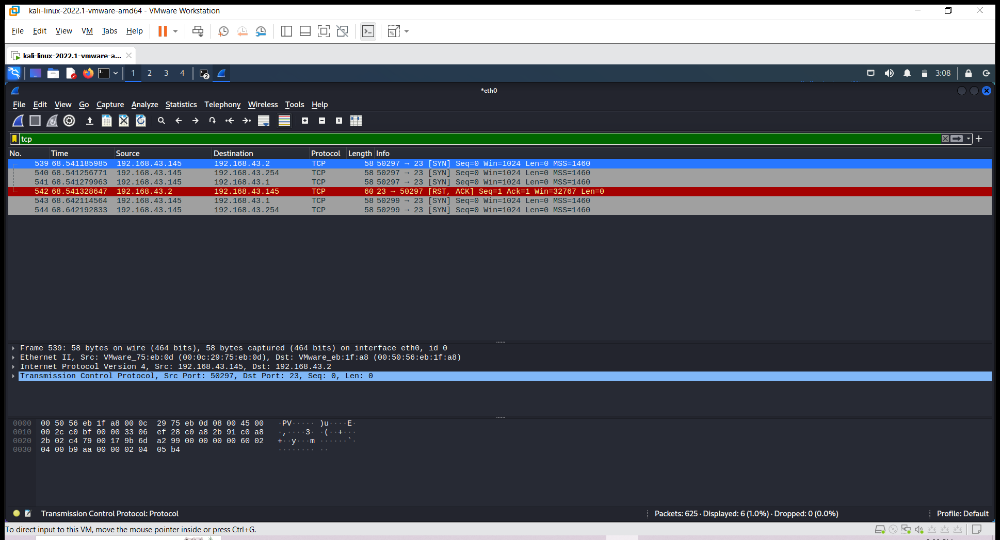 kali-linux-2022.1-vmware-amd64 - VMware Workstation
File Edit View VM Tabs Help
kali-linux-2022.1-vmware-a...
1 2 3 4 2 3:08
*eth0
File Edit View Go Capture Analyze Statistics Telephony Wireless Tools Help
tcp
No. Time Source Destination Protocol Length Info
539 68.541185985 192.168.43.145 192.168.43.2 TCP 58 50297 → 23 [SYN] Seq=0 Win=1024 Len=0 MSS=1460
540 68.541256771 192.168.43.145 192.168.43.254 TCP 58 50297 → 23 [SYN] Seq=0 Win=1024 Len=0 MSS=1460
541 68.541279963 192.168.43.145 192.168.43.1 TCP 58 50297 → 23 [SYN] Seq=0 Win=1024 Len=0 MSS=1460
542 68.541328647 192.168.43.2 192.168.43.145 TCP 60 23 → 50297 [RST, ACK] Seq=1 Ack=1 Win=32767 Len=0
543 68.642114564 192.168.43.145 192.168.43.1 TCP 58 50299 → 23 [SYN] Seq=0 Win=1024 Len=0 MSS=1460
544 68.642192833 192.168.43.145 192.168.43.254 TCP 58 50299 → 23 [SYN] Seq=0 Win=1024 Len=0 MSS=1460
Frame 539: 58 bytes on wire (464 bits), 58 bytes captured (464 bits) on interface eth0, id 0
Ethernet II, Src: VMware_75:eb:0d (00:0c:29:75:eb:0d), Dst: VMware_eb:1f:a8 (00:50:56:eb:1f:a8)
Internet Protocol Version 4, Src: 192.168.43.145, Dst: 192.168.43.2
Transmission Control Protocol, Src Port: 50297, Dst Port: 23, Seq: 0, Len: 0
0000 00 50 56 eb 1f a8 00 0c 29 75 eb 0d 08 00 45 00 ·PV····· )u····E·
0010 00 2c c0 bf 00 00 33 06 ef 28 c0 a8 2b 91 c0 a8 ·,····3· ·(··+···
0020 2b 02 c4 79 00 17 9b 6d a2 99 00 00 00 00 60 02 +··y···m ······`·
0030 04 00 b9 aa 00 00 02 04 05 b4 ········ ··
Transmission Control Protocol: Protocol Packets: 625 · Displayed: 6 (1.0%) · Dropped: 0 (0.0%) Profile: Default
To direct input to this VM, move the mouse pointer inside or press Ctrl+G.